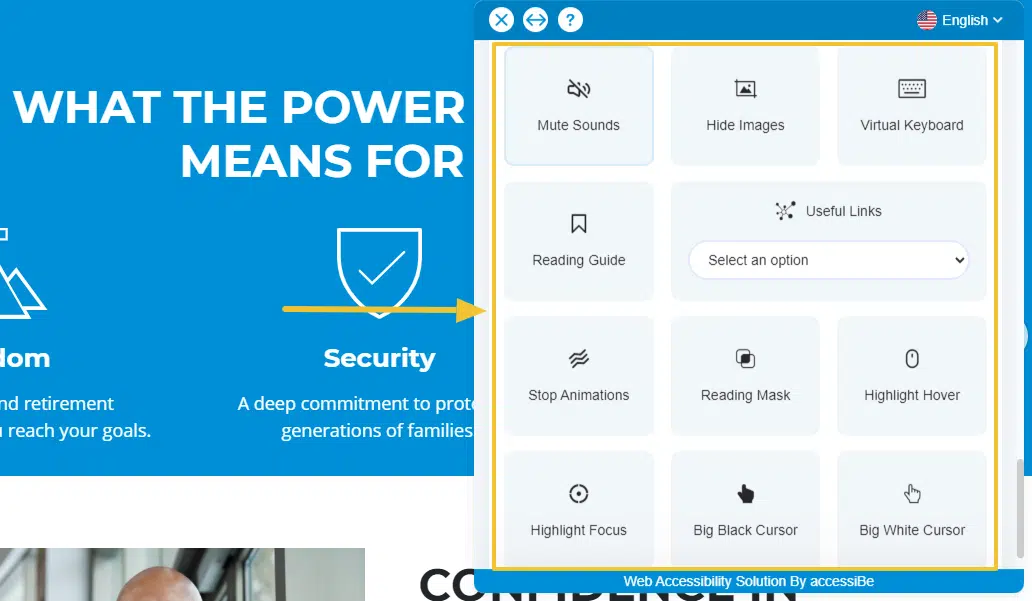 ?
English
WHAT THE POWER
MEANS FOR
Security
nd retirement
A deep commitment to prot
reach your goals.
generations of families
Mute Sounds
Hide Images
Virtual Keyboard
Reading Guide
Useful Links
Select an option
Stop Animations
Reading Mask
Highlight Hover
Highlight Focus
Big Black Cursor
Big White Cursor
Web Accessibility Solution By accessiBe
CONFIDENCE IN